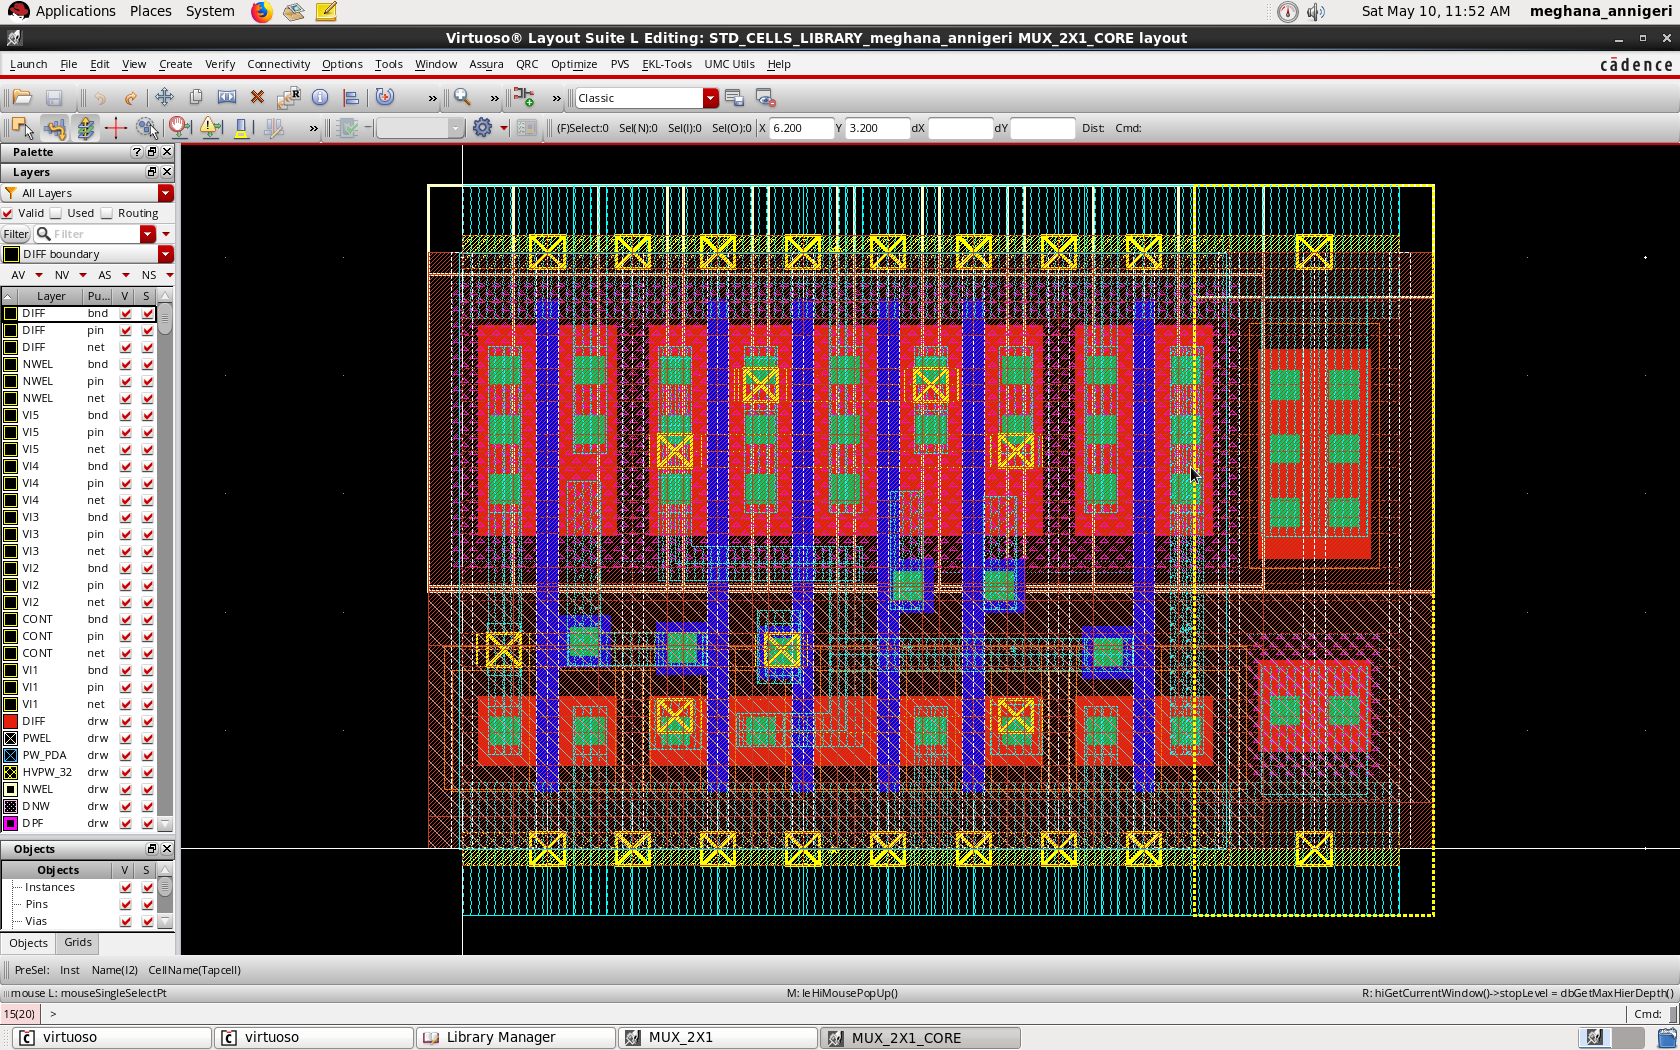 Applications Places System Sat May 10, 11:52 AM meghana_annigeri
Virtuoso® Layout Suite L Editing: STD_CELLS_LIBRARY_meghana_annigeri MUX_2X1_CORE layout
Launch File Edit View Create Verify Connectivity Options Tools Window Assura QRC Optimize PVS EKL-Tools UMC Utils Help cādence
» » » Classic
» (F)Select:0 Sel(N):0 Sel(I):0 Sel(O):0 X 6.200 Y 3.200 dX dY Dist: Cmd:
Palette
Layers
All Layers
Valid Used Routing
Filter Filter
DIFF boundary
AV NV AS NS
Layer Pu... V S
DIFF bnd
DIFF pin
DIFF net
NWEL bnd
NWEL pin
NWEL net
VI5 bnd
VI5 pin
VI5 net
VI4 bnd
VI4 pin
VI4 net
VI3 bnd
VI3 pin
VI3 net
VI2 bnd
VI2 pin
VI2 net
CONT bnd
CONT pin
CONT net
VI1 bnd
VI1 pin
VI1 net
DIFF drw
PWEL drw
PW_PDA drw
HVPW_32 drw
NWEL drw
DNW drw
DPF drw
Objects
Objects V S
Instances
Pins
Vias
Objects Grids
PreSel: Inst Name(I2) CellName(Tapcell)
mouse L: mouseSingleSelectPt M: leHiMousePopUp() R: hiGetCurrentWindow()->stopLevel = dbGetMaxHierDepth()
15(20) > Cmd:
virtuoso virtuoso Library Manager MUX_2X1 MUX_2X1_CORE